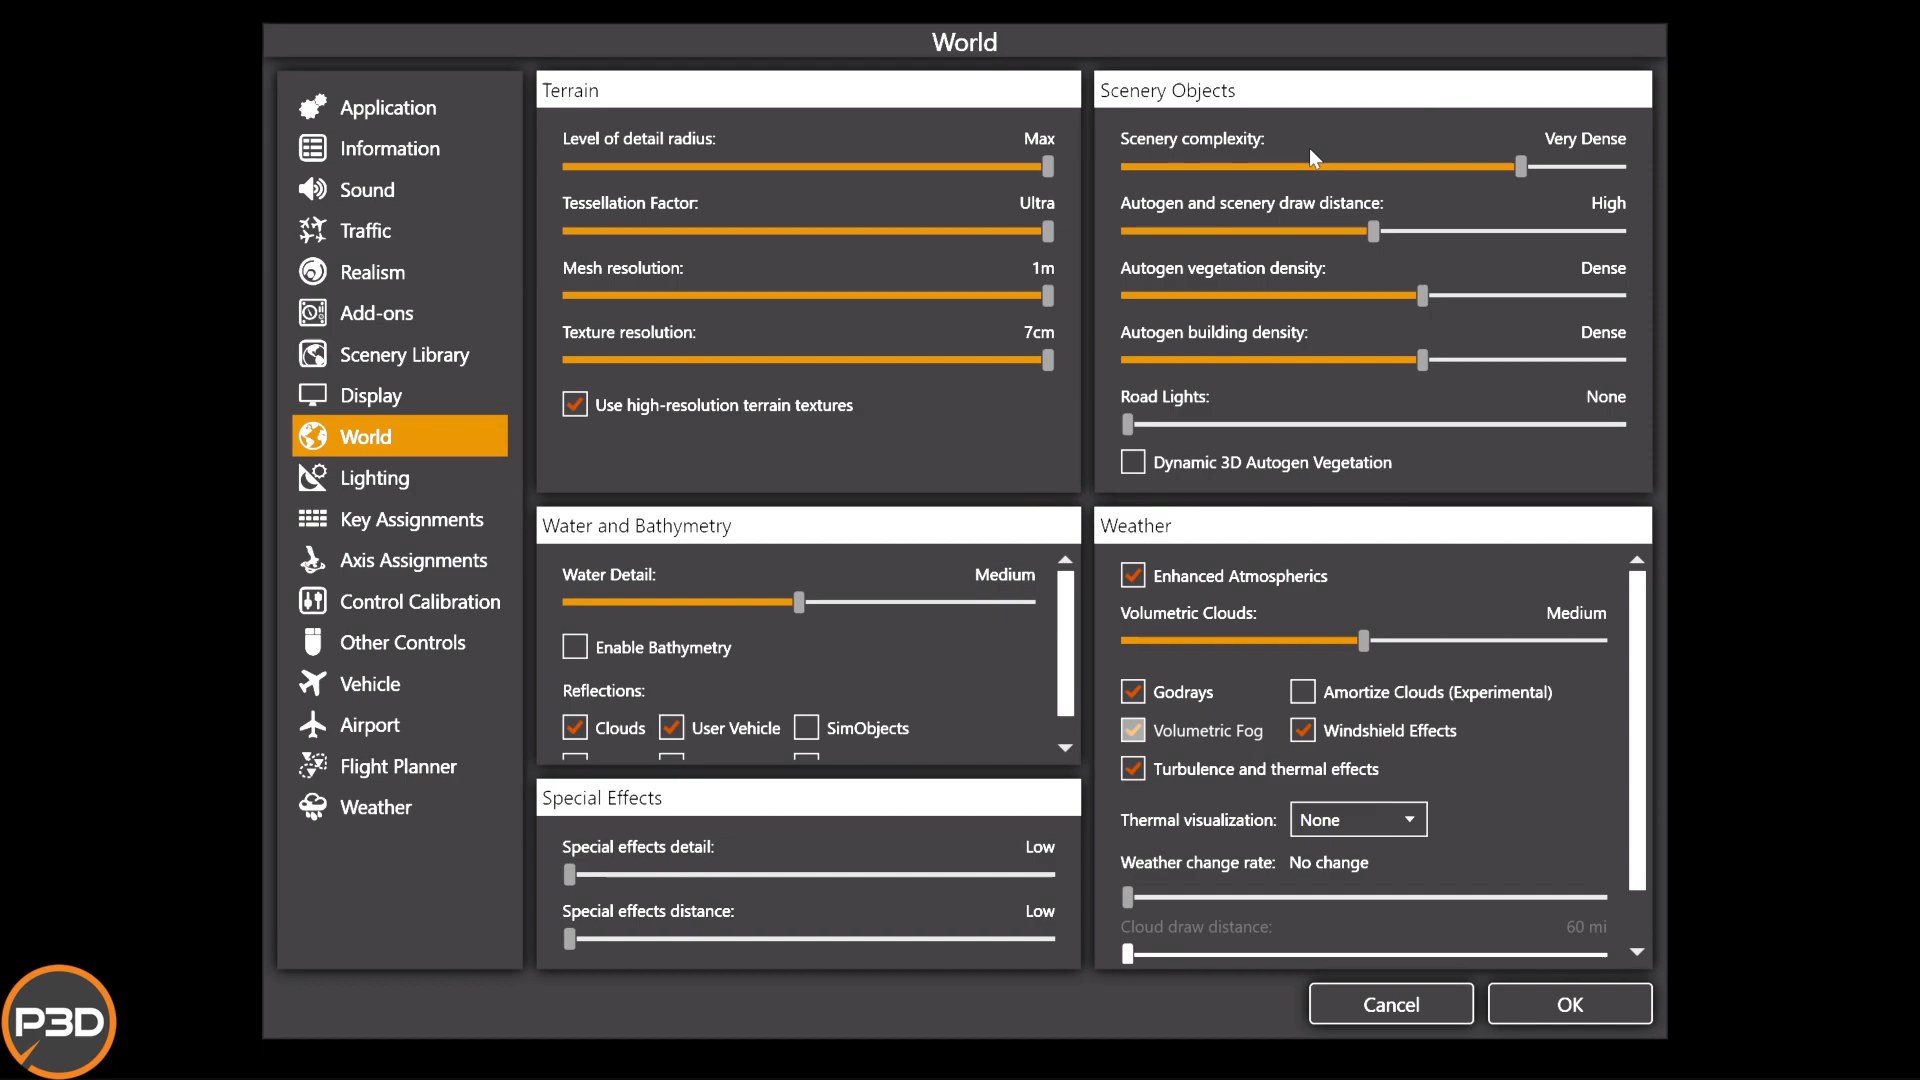 World
Application
Information
Sound
Traffic
Realism
Add-ons
Scenery Library
Display
World
Lighting
Key Assignments
Axis Assignments
Control Calibration
Other Controls
Vehicle
Airport
Flight Planner
Weather
Terrain
Level of detail radius: Max
Tessellation Factor: Ultra
Mesh resolution: 1m
Texture resolution: 7cm
Use high-resolution terrain textures
Scenery Objects
Scenery complexity: Very Dense
Autogen and scenery draw distance: High
Autogen vegetation density: Dense
Autogen building density: Dense
Road Lights: None
Dynamic 3D Autogen Vegetation
Water and Bathymetry
Water Detail: Medium
Enable Bathymetry
Reflections:
Clouds User Vehicle SimObjects
Special Effects
Special effects detail: Low
Special effects distance: Low
Weather
Enhanced Atmospherics
Volumetric Clouds: Medium
Godrays Amortize Clouds (Experimental)
Volumetric Fog Windshield Effects
Turbulence and thermal effects
Thermal visualization: None
Weather change rate: No change
Cloud draw distance: 60 mi
Cancel OK
P3D